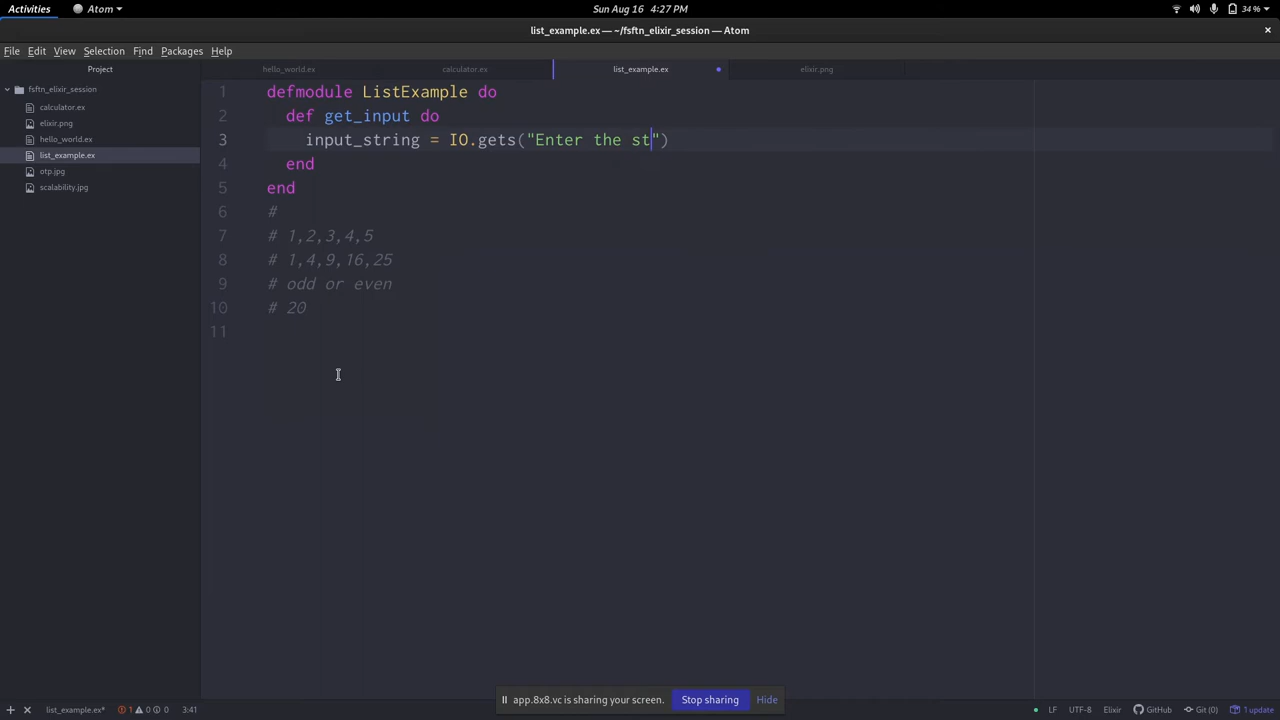 Activities
Atom
Sun Aug 16 4:27 PM
34 %
list_example.ex — ~/fsftn_elixir_session — Atom
File Edit View Selection Find Packages Help
Project
hello_world.ex
calculator.ex
list_example.ex
elixir.png
fsftn_elixir_session
calculator.ex
elixir.png
hello_world.ex
list_example.ex
otp.jpg
scalability.jpg
1 defmodule ListExample do
2 def get_input do
3 input_string = IO.gets("Enter the st")
4 end
5 end
6 #
7 # 1,2,3,4,5
8 # 1,4,9,16,25
9 # odd or even
10 # 20
11
app.8x8.vc is sharing your screen.
Stop sharing
Hide
list_example.ex* 1 0 0 3:41
LF UTF-8 Elixir GitHub Git (0) 1 update